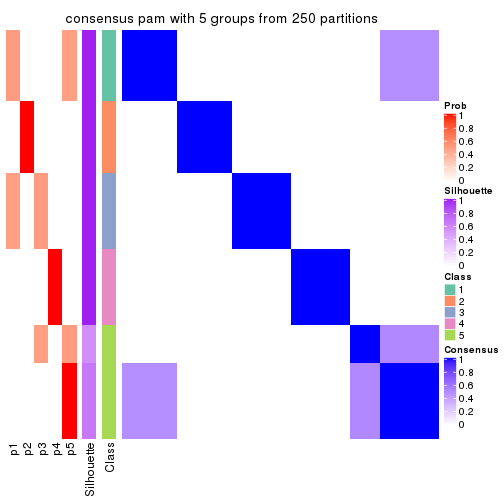 consensus pam with 5 groups from 250 partitions
Prob
1
0.8
0.6
0.4
0.2
0
Silhouette
1
0.8
0.6
0.4
0.2
0
Class
1
2
3
4
5
Consensus
1
0.8
0.6
0.4
0.2
0
p1
p2
p3
p4
p5
Silhouette
Class